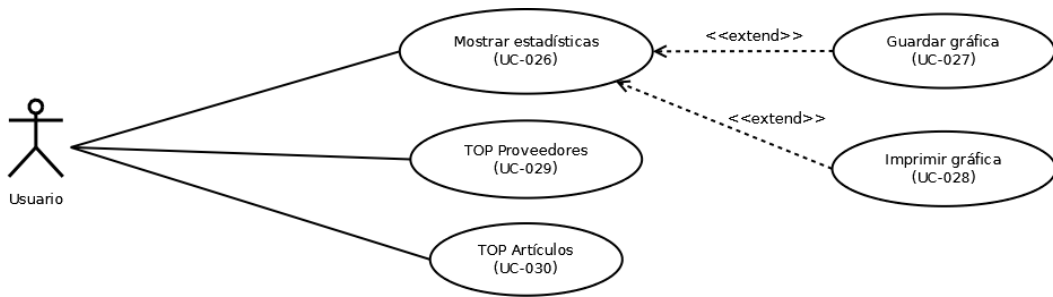 Mostrar estadísticas
(UC-026)
<<extend>>
Guardar gráfica
(UC-027)
<<extend>>
TOP Proveedores
(UC-029)
Imprimir gráfica
(UC-028)
Usuario
TOP Artículos
(UC-030)